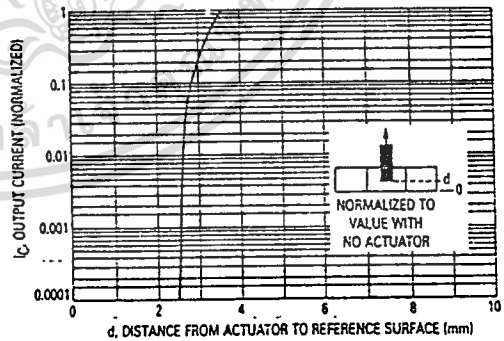 1
0.1
0.01
0.001
0.0001
IC, OUTPUT CURRENT (NORMALIZED)
d
0
NORMALIZED TO
VALUE WITH
NO ACTUATOR
0 2 4 6 8 10
d, DISTANCE FROM ACTUATOR TO REFERENCE SURFACE (mm)